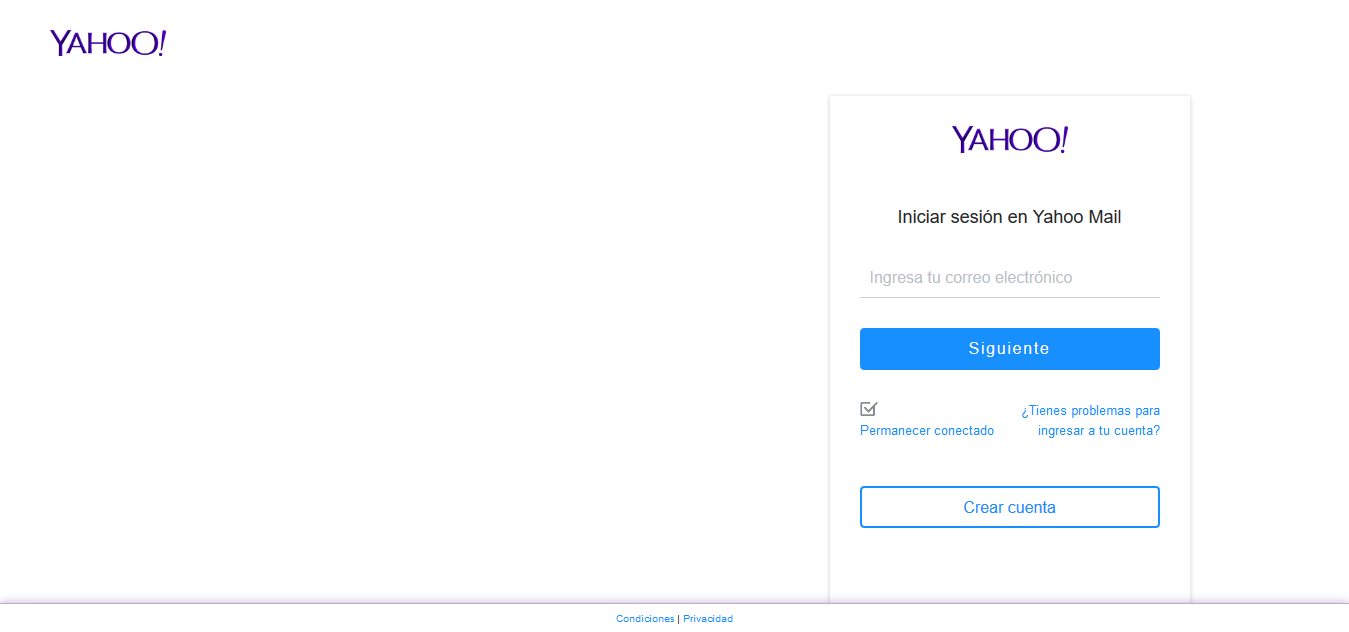 YAHOO!
YAHOO!
Iniciar sesión en Yahoo Mail
Ingresa tu correo electrónico
Siguiente
Permanecer conectado
¿Tienes problemas para
ingresar a tu cuenta?
Crear cuenta
Condiciones | Privacidad